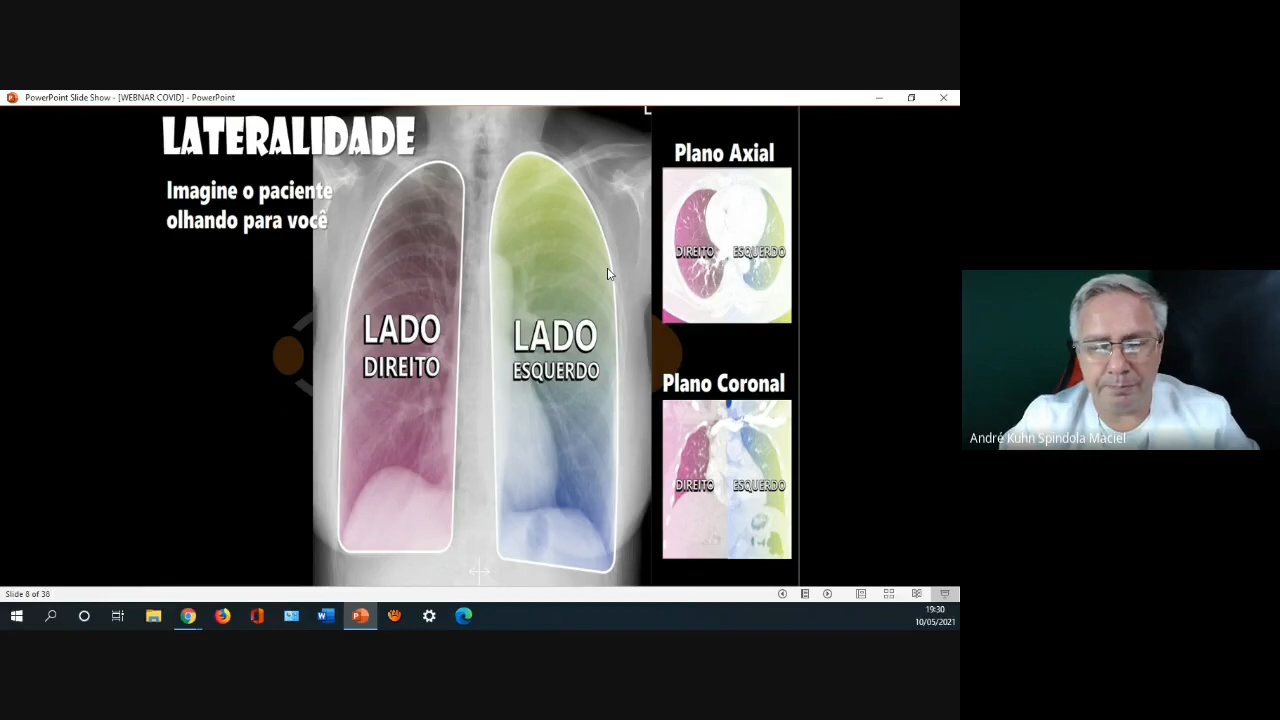 PowerPoint Slide Show - [WEBNAR COVID] - PowerPoint
LATERALIDADE
Imagine o paciente
olhando para você
L
LADO
DIREITO
LADO
ESQUERDO
Plano Axial
DIREITO
ESQUERDO
Plano Coronal
DIREITO
ESQUERDO
André Kuhn Spindola Maciel
Slide 8 of 38
19:30
10/05/2021